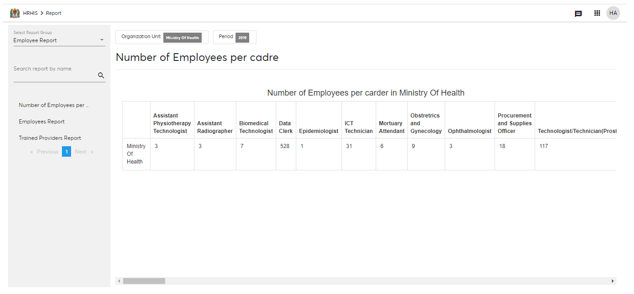 HRHIS > Report
HA
Select Report Group
Employee Report
Search report by name
Number of Employees per ..
Employees Report
Trained Providers Report
« Previous 1 Next »
Organization Unit Ministry Of Health Period 2019
Number of Employees per cadre
Number of Employees per carder in Ministry Of Health
Assistant Physiotherapy Technologist
Assistant Radiographer
Biomedical Technologist
Data Clerk
Epidemiologist
ICT Technician
Mortuary Attendant
Obstretrics and Gynecology
Ophthalmologist
Procurement and Supplies Officer
Technologist/Technician(Prost
Ministry Of Health
3 3 7 528 1 31 6 9 3 18 117